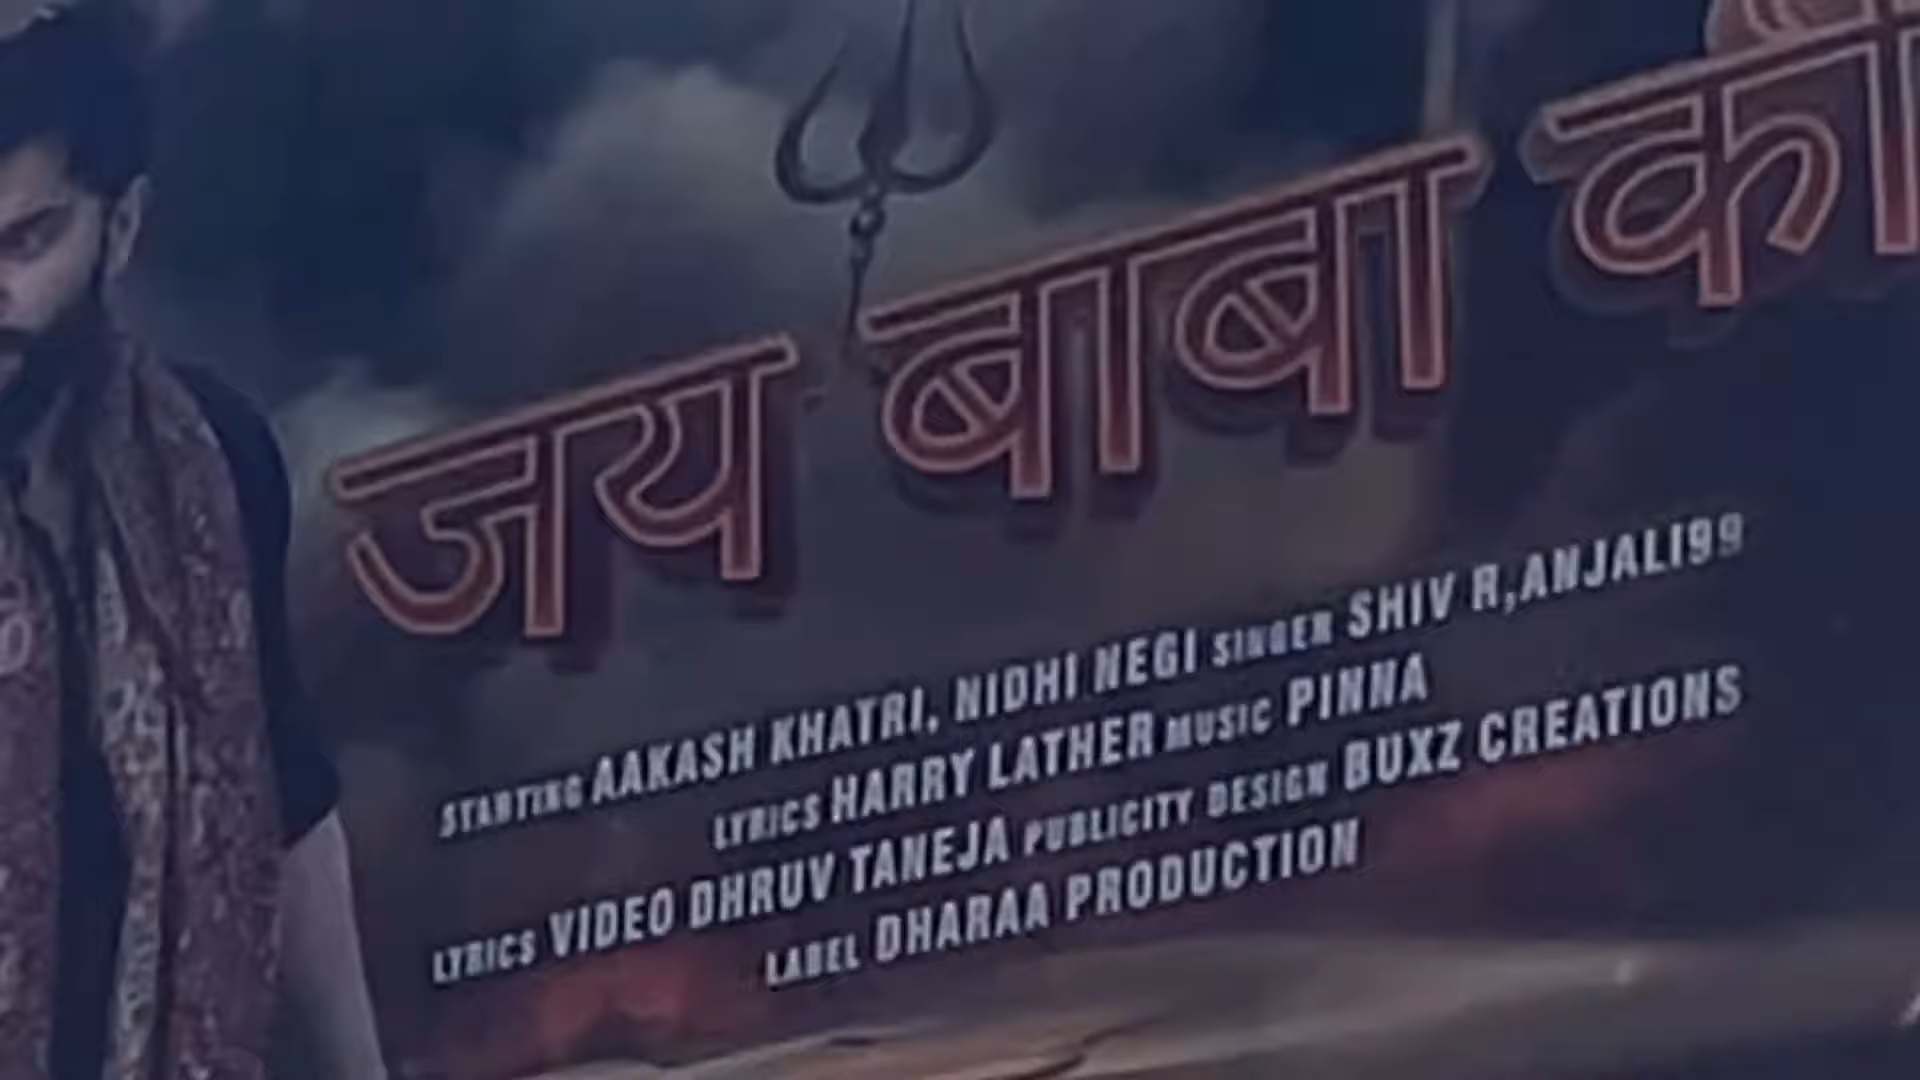 जय बाबा की
STARTING AAKASH KHATRI, NIDHI NEGI SINGER SHIV R,ANJALI99
LYRICS HARRY LATHER MUSIC PINNA
LYRICS VIDEO DHRUV TANEJA PUBLICITY DESIGN BUXZ CREATIONS
LABEL DHARAA PRODUCTION